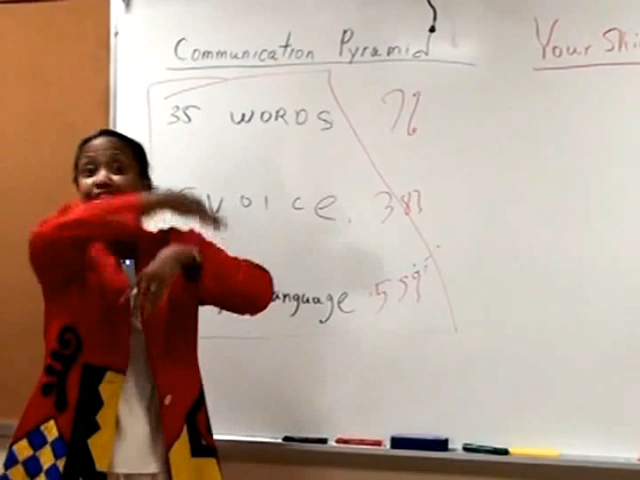 Communication Pyramid
Your
35 WORDS 7%
VOICE. 38%
Language 55%